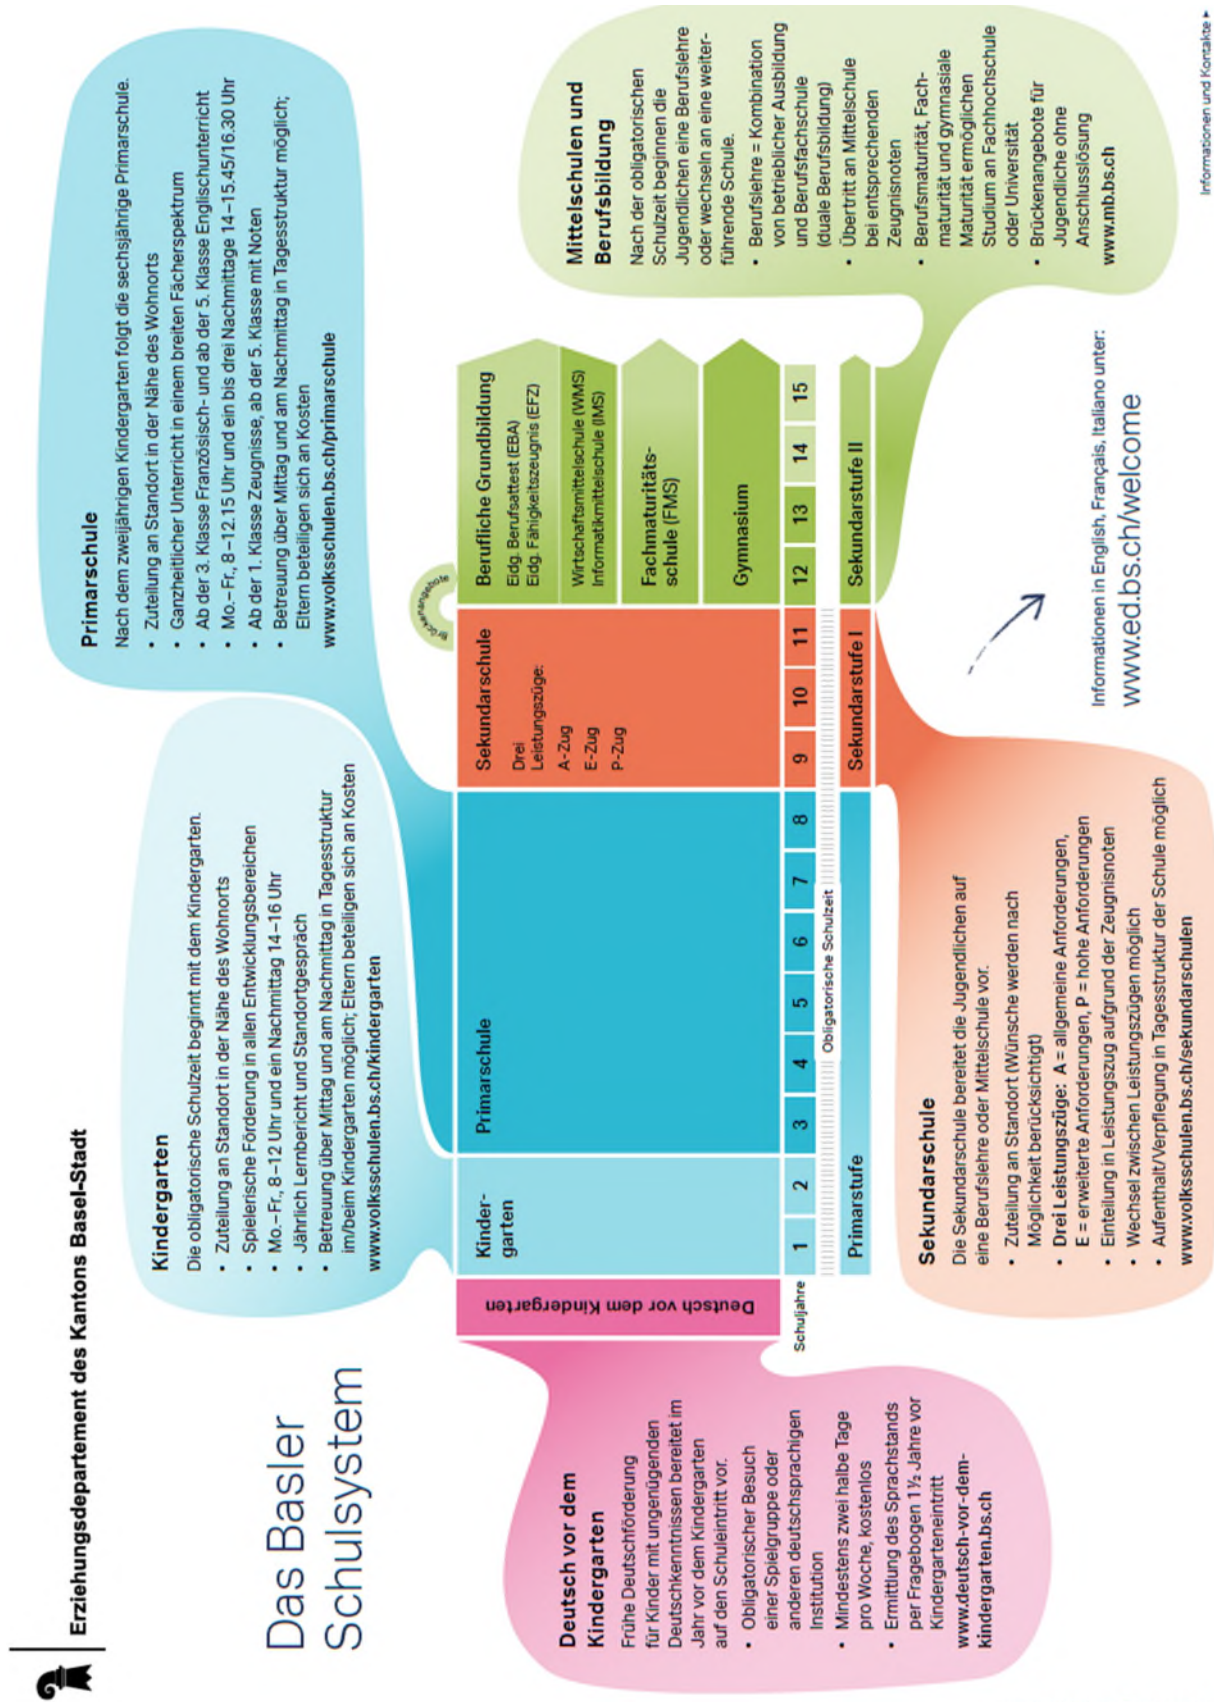 Erziehungsdepartement des Kantons Basel-Stadt
Das Basler
Schulsystem
Kindergarten
Die obligatorische Schulzeit beginnt mit dem Kindergarten.
• Zuteilung an Standort in der Nähe des Wohnorts
• Spielerische Förderung in allen Entwicklungsbereichen
• Mo.–Fr., 8–12 Uhr und ein Nachmittag 14–16 Uhr
• Jährlich Lernbericht und Standortgespräch
• Betreuung über Mittag und am Nachmittag in Tagesstruktur
im/beim Kindergarten möglich; Eltern beteiligen sich an Kosten
www.volksschulen.bs.ch/kindergarten
Primarschule
Nach dem zweijährigen Kindergarten folgt die sechsjährige Primarschule.
• Zuteilung an Standort in der Nähe des Wohnorts
• Ganzheitlicher Unterricht in einem breiten Fächerspektrum
• Ab der 3. Klasse Französisch- und ab der 5. Klasse Englischunterricht
• Mo.–Fr., 8–12.15 Uhr und ein bis drei Nachmittage 14–15.45/16.30 Uhr
• Ab der 1. Klasse Zeugnisse, ab der 5. Klasse mit Noten
• Betreuung über Mittag und am Nachmittag in Tagesstruktur möglich;
Eltern beteiligen sich an Kosten
www.volksschulen.bs.ch/primarschule
Deutsch vor dem Kindergarten
Kinder-
garten
Primarschule
Sekundarschule
Drei
Leistungszüge:
A-Zug
E-Zug
P-Zug
Brückenangebote
Berufliche Grundbildung
Eidg. Berufsattest (EBA)
Eidg. Fähigkeitszeugnis (EFZ)
Wirtschaftsmittelschule (WMS)
Informatikmittelschule (IMS)
Fachmaturitäts-
schule (FMS)
Gymnasium
Schuljahre 1 2 3 4 5 6 7 8 9 10 11 12 13 14 15
Obligatorische Schulzeit
Primarstufe Sekundarstufe I Sekundarstufe II
Deutsch vor dem
Kindergarten
Frühe Deutschförderung
für Kinder mit ungenügenden
Deutschkenntnissen bereitet im
Jahr vor dem Kindergarten
auf den Schuleintritt vor.
• Obligatorischer Besuch
einer Spielgruppe oder
anderen deutschsprachigen
Institution
• Mindestens zwei halbe Tage
pro Woche, kostenlos
• Ermittlung des Sprachstands
per Fragebogen 1½ Jahre vor
Kindergarteneintritt
www.deutsch-vor-dem-
kindergarten.bs.ch
Sekundarschule
Die Sekundarschule bereitet die Jugendlichen auf
eine Berufslehre oder Mittelschule vor.
• Zuteilung an Standort (Wünsche werden nach
Möglichkeit berücksichtigt)
• Drei Leistungszüge: A = allgemeine Anforderungen,
E = erweiterte Anforderungen, P = hohe Anforderungen
• Einteilung in Leistungszug aufgrund der Zeugnisnoten
• Wechsel zwischen Leistungszügen möglich
• Aufenthalt/Verpflegung in Tagesstruktur der Schule möglich
www.volksschulen.bs.ch/sekundarschulen
Mittelschulen und
Berufsbildung
Nach der obligatorischen
Schulzeit beginnen die
Jugendlichen eine Berufslehre
oder wechseln an eine weiter-
führende Schule.
• Berufslehre = Kombination
von betrieblicher Ausbildung
und Berufsfachschule
(duale Berufsbildung)
• Übertritt an Mittelschule
bei entsprechenden
Zeugnisnoten
• Berufsmaturität, Fach-
maturität und gymnasiale
Maturität ermöglichen
Studium an Fachhochschule
oder Universität
• Brückenangebote für
Jugendliche ohne
Anschlusslösung
www.mb.bs.ch
Informationen in English, Français, Italiano unter:
www.ed.bs.ch/welcome
Informationen und Kontakte ▸